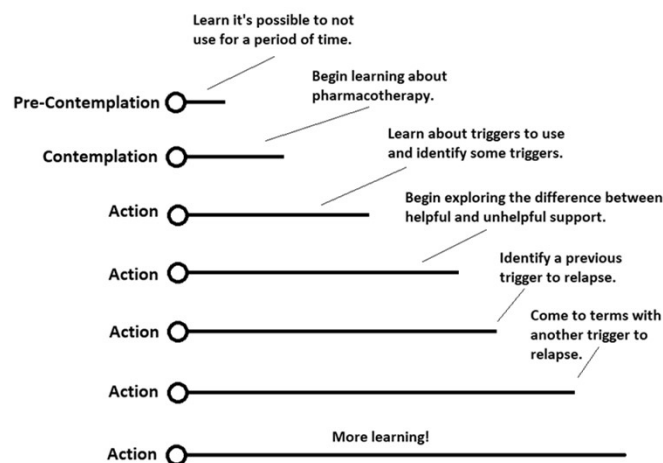 Learn it's possible to not
use for a period of time.
Pre-Contemplation
Begin learning about
pharmacotherapy.
Contemplation
Learn about triggers to use
and identify some triggers.
Action
Begin exploring the difference between
helpful and unhelpful support.
Action
Identify a previous
trigger to relapse.
Action
Come to terms with
another trigger to
relapse.
Action
More learning!
Action